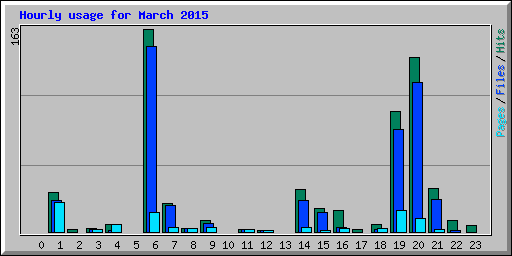 Hourly usage for March 2015
163
Pages/Files/Hits
0 1 2 3 4 5 6 7 8 9 10 11 12 13 14 15 16 17 18 19 20 21 22 23